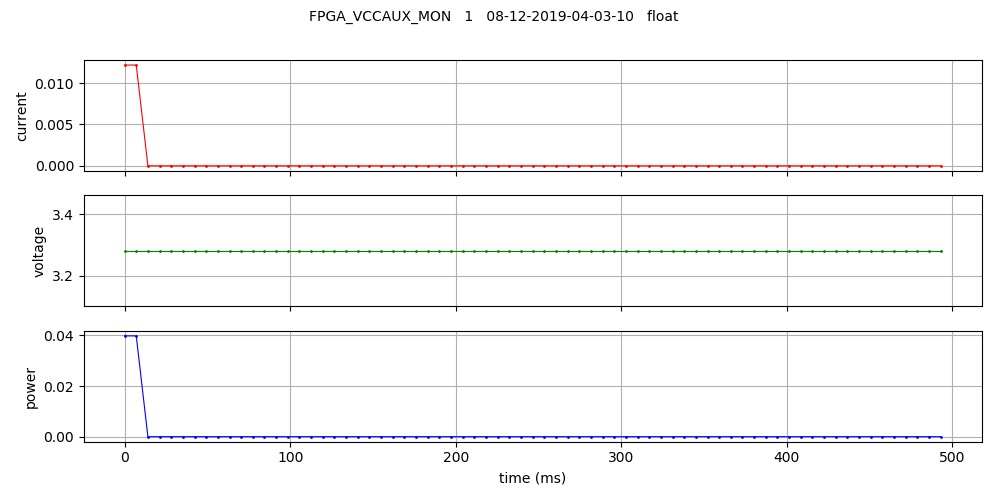 FPGA_VCCAUX_MON 1 08-12-2019-04-03-10 float
0.010
0.005
0.000
current
3.4
3.2
voltage
0.04
0.02
0.00
power
0 100 200 300 400 500
time (ms)